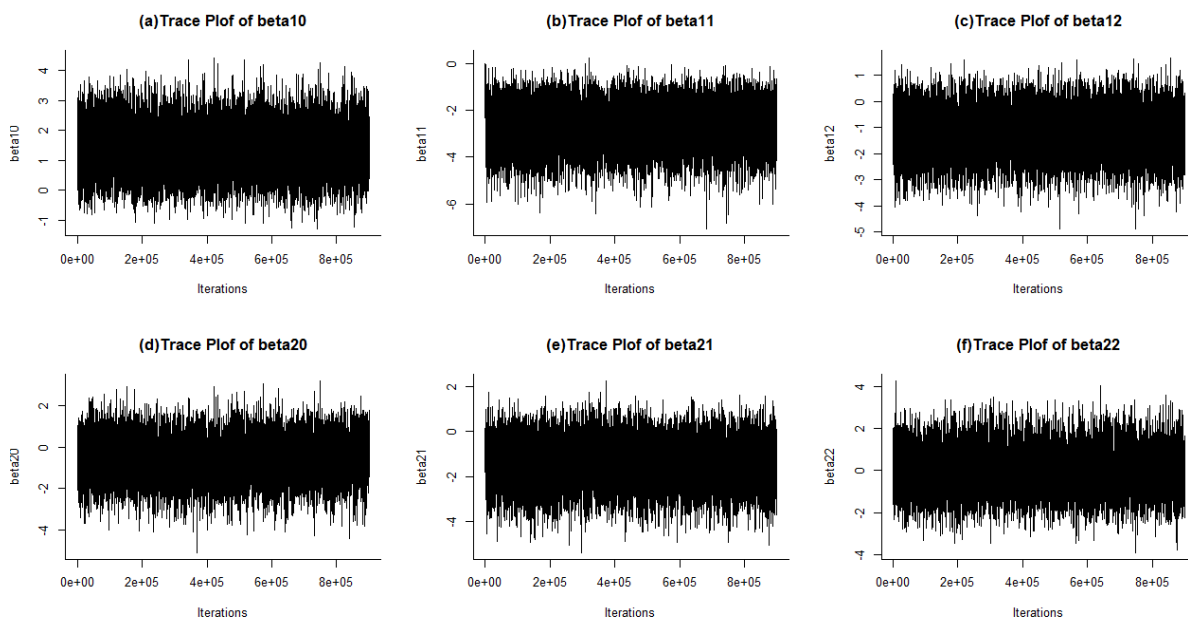 (a)Trace Plof of beta10
beta10
4
3
2
1
0
-1
0e+00 2e+05 4e+05 6e+05 8e+05
Iterations
(b)Trace Plof of beta11
beta11
0
-2
-4
-6
0e+00 2e+05 4e+05 6e+05 8e+05
Iterations
(c)Trace Plof of beta12
beta12
1
0
-1
-2
-3
-4
-5
0e+00 2e+05 4e+05 6e+05 8e+05
Iterations
(d)Trace Plof of beta20
beta20
2
0
-2
-4
0e+00 2e+05 4e+05 6e+05 8e+05
Iterations
(e)Trace Plof of beta21
beta21
2
0
-2
-4
0e+00 2e+05 4e+05 6e+05 8e+05
Iterations
(f)Trace Plof of beta22
beta22
4
2
0
-2
-4
0e+00 2e+05 4e+05 6e+05 8e+05
Iterations